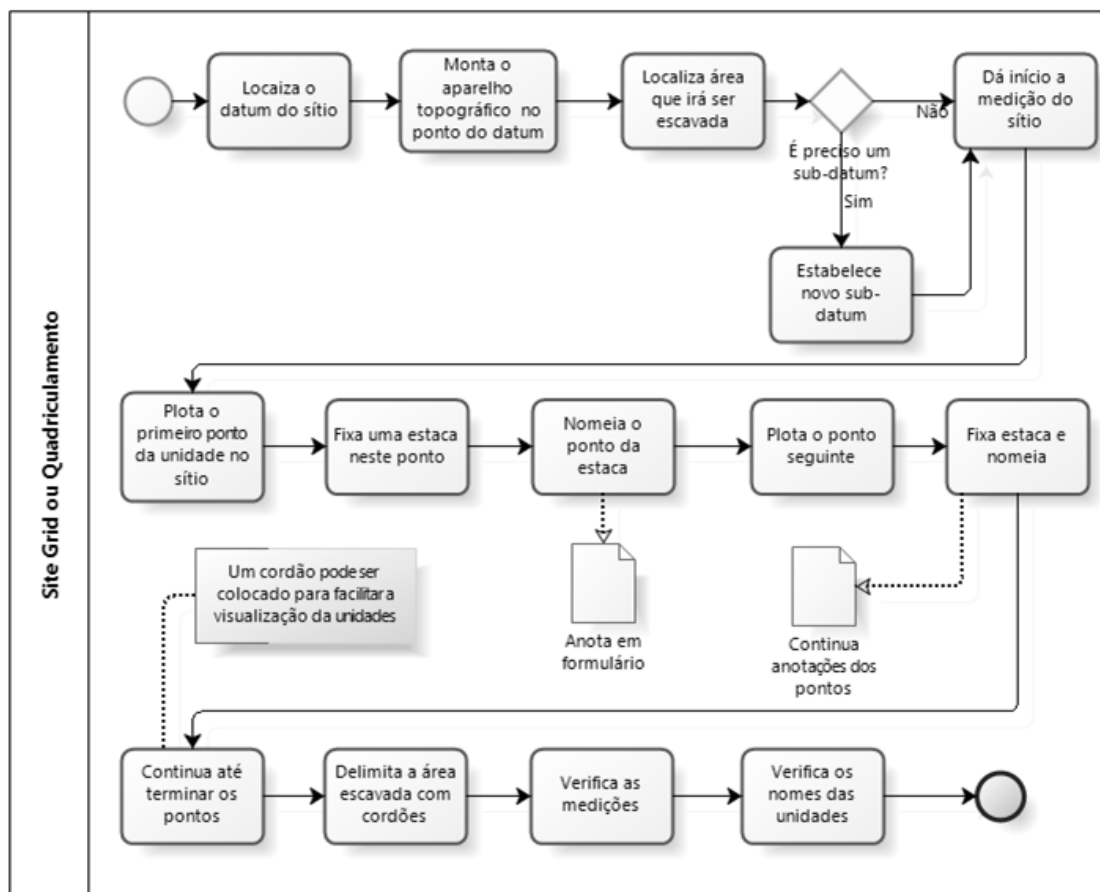 Site Grid ou Quadriculamento
Locaiza o
datum do sítio
Monta o
aparelho
topográfico no
ponto do datum
Localiza área
que irá ser
escavada
É preciso um
sub-datum?
Não
Sim
Dá início a
medição do
sítio
Estabelece
novo sub-
datum
Plota o
primeiro ponto
da unidade no
sítio
Fixa uma estaca
neste ponto
Nomeia o
ponto da
estaca
Plota o ponto
seguinte
Fixa estaca e
nomeia
Um cordão pode ser
colocado para facilitar a
visualização da unidades
Anota em
formulário
Continua
anotações dos
pontos
Continua até
terminar os
pontos
Delimita a área
escavada com
cordões
Verifica as
medições
Verifica os
nomes das
unidades